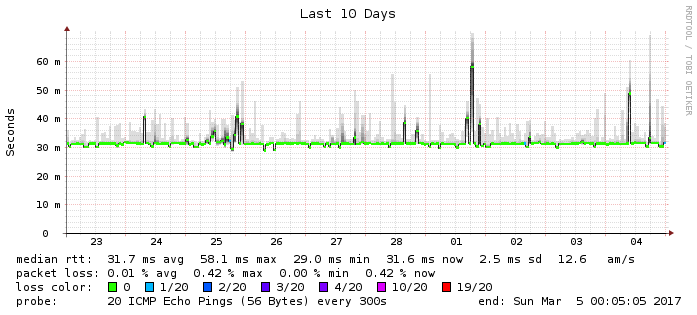 Last 10 Days
RRDTOOL / TOBI OETIKER
Seconds
60 m
50 m
40 m
30 m
20 m
10 m
0
23 24 25 26 27 28 01 02 03 04
median rtt: 31.7 ms avg 58.1 ms max 29.0 ms min 31.6 ms now 2.5 ms sd 12.6 am/s
packet loss: 0.01 % avg 0.42 % max 0.00 % min 0.42 % now
loss color: 0 1/20 2/20 3/20 4/20 10/20 19/20
probe: 20 ICMP Echo Pings (56 Bytes) every 300s end: Sun Mar 5 00:05:05 2017